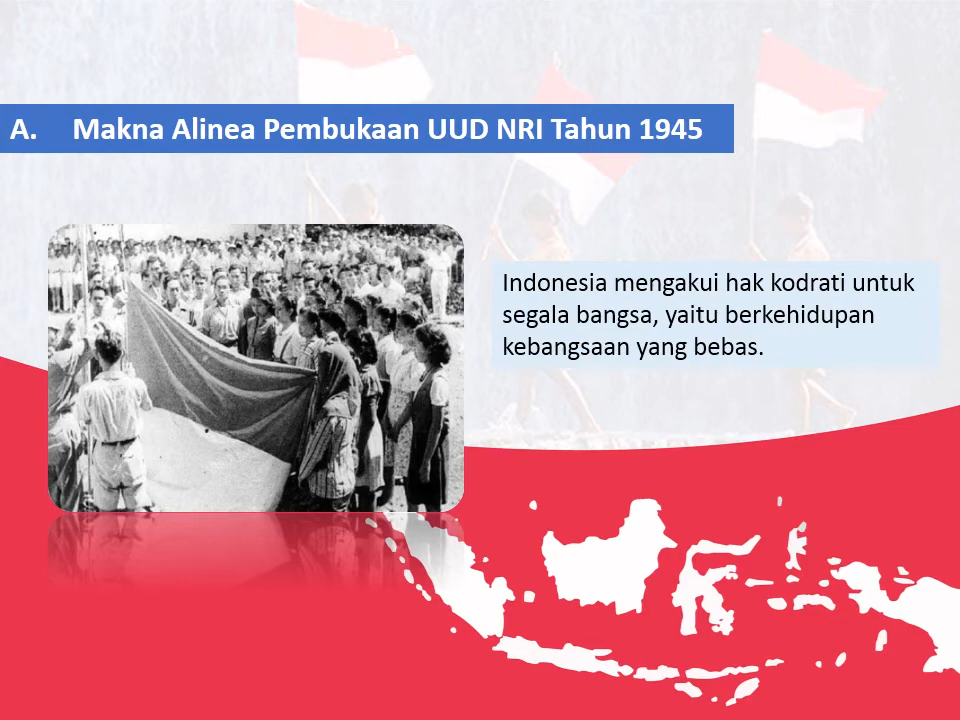 A. Makna Alinea Pembukaan UUD NRI Tahun 1945
Indonesia mengakui hak kodrati untuk
segala bangsa, yaitu berkehidupan
kebangsaan yang bebas.